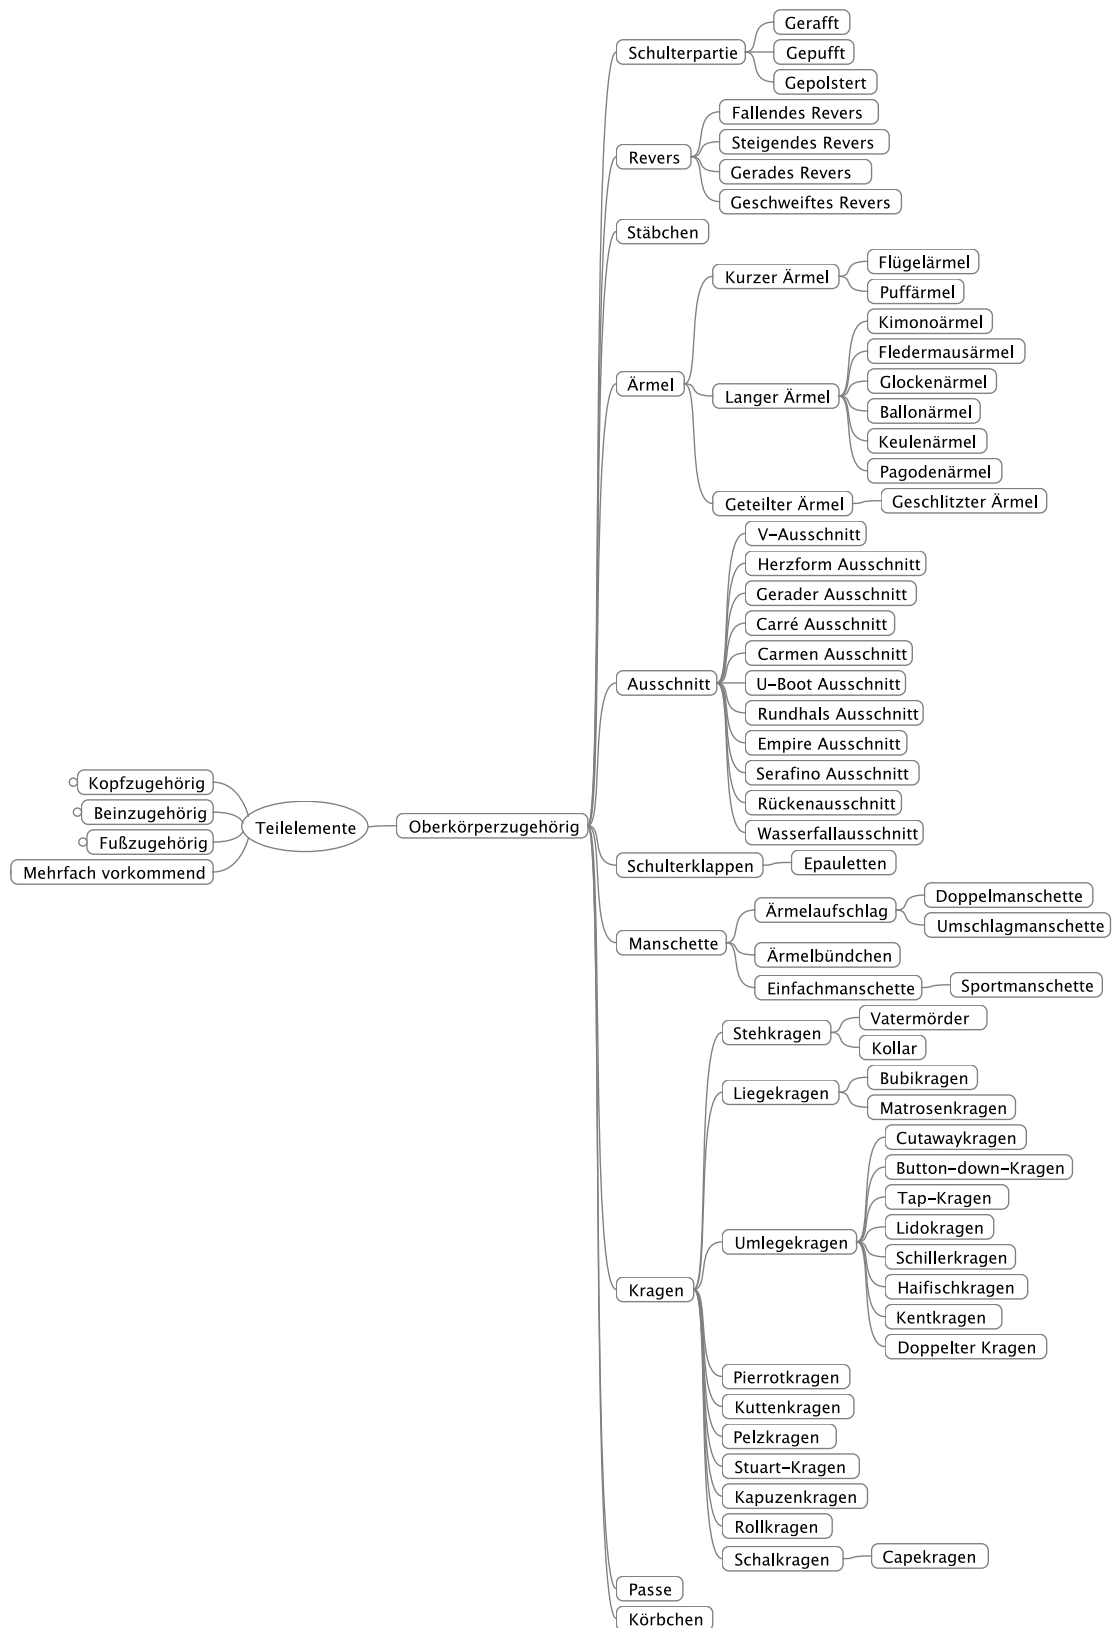 Gerafft
Schulterpartie
Gepufft
Gepolstert
Fallendes Revers
Steigendes Revers
Revers
Gerades Revers
Geschweiftes Revers
Stäbchen
Flügelärmel
Kurzer Ärmel
Puffärmel
Kimonoärmel
Fledermausärmel
Ärmel
Glockenärmel
Langer Ärmel
Ballonärmel
Keulenärmel
Pagodenärmel
Geteilter Ärmel
Geschlitzter Ärmel
V-Ausschnitt
Herzform Ausschnitt
Gerader Ausschnitt
Carré Ausschnitt
Carmen Ausschnitt
Ausschnitt
U-Boot Ausschnitt
Rundhals Ausschnitt
Empire Ausschnitt
Serafino Ausschnitt
Rückenausschnitt
Wasserfallausschnitt
Kopfzugehörig
Beinzugehörig
Fußzugehörig
Mehrfach vorkommend
Teilelemente
Oberkörperzugehörig
Schulterklappen
Epauletten
Ärmelaufschlag
Doppelmanschette
Umschlagmanschette
Manschette
Ärmelbündchen
Einfachmanschette
Sportmanschette
Stehkragen
Vatermörder
Kollar
Liegekragen
Bubikragen
Matrosenkragen
Cutawaykragen
Button-down-Kragen
Tap-Kragen
Lidokragen
Umlegekragen
Schillerkragen
Haifischkragen
Kragen
Kentkragen
Doppelter Kragen
Pierrotkragen
Kuttenkragen
Pelzkragen
Stuart-Kragen
Kapuzenkragen
Rollkragen
Schalkragen
Capekragen
Passe
Körbchen